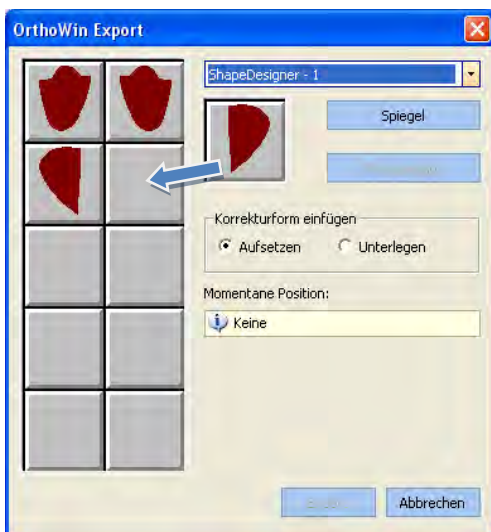 OrthoWin Export
ShapeDesigner - 1
Spiegel
Korrekturform einfügen
Aufsetzen
Unterlegen
Momentane Position:
Keine
Abbrechen